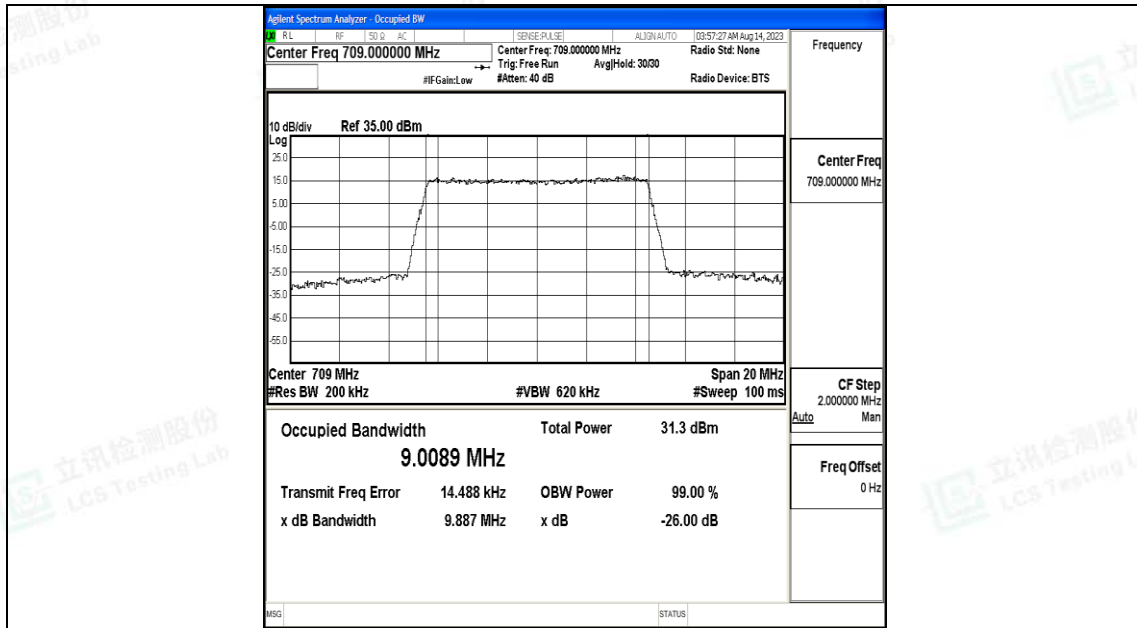 Agilent Spectrum Analyzer - Occupied BW
LXI RL RF 50 Ω AC SENSE:PULSE ALIGN AUTO 03:57:27 AM Aug 14, 2023
Center Freq 709.000000 MHz
Center Freq: 709.000000 MHz
Radio Std: None
Trig: Free Run Avg|Hold: 30/30
#IFGain:Low
#Atten: 40 dB
Radio Device: BTS
10 dB/div Ref 35.00 dBm
Log
25.0
15.0
5.00
-5.00
-15.0
-25.0
-35.0
-45.0
-55.0
Center 709 MHz Span 20 MHz
#Res BW 200 kHz #VBW 620 kHz #Sweep 100 ms
Occupied Bandwidth Total Power 31.3 dBm
9.0089 MHz
Transmit Freq Error 14.488 kHz OBW Power 99.00 %
x dB Bandwidth 9.887 MHz x dB -26.00 dB
MSG STATUS
Frequency
Center Freq
709.000000 MHz
CF Step
2.000000 MHz
Auto Man
Freq Offset
0 Hz
立讯检测股份
LCS Testing Lab
立讯检测股份
LCS Testing L